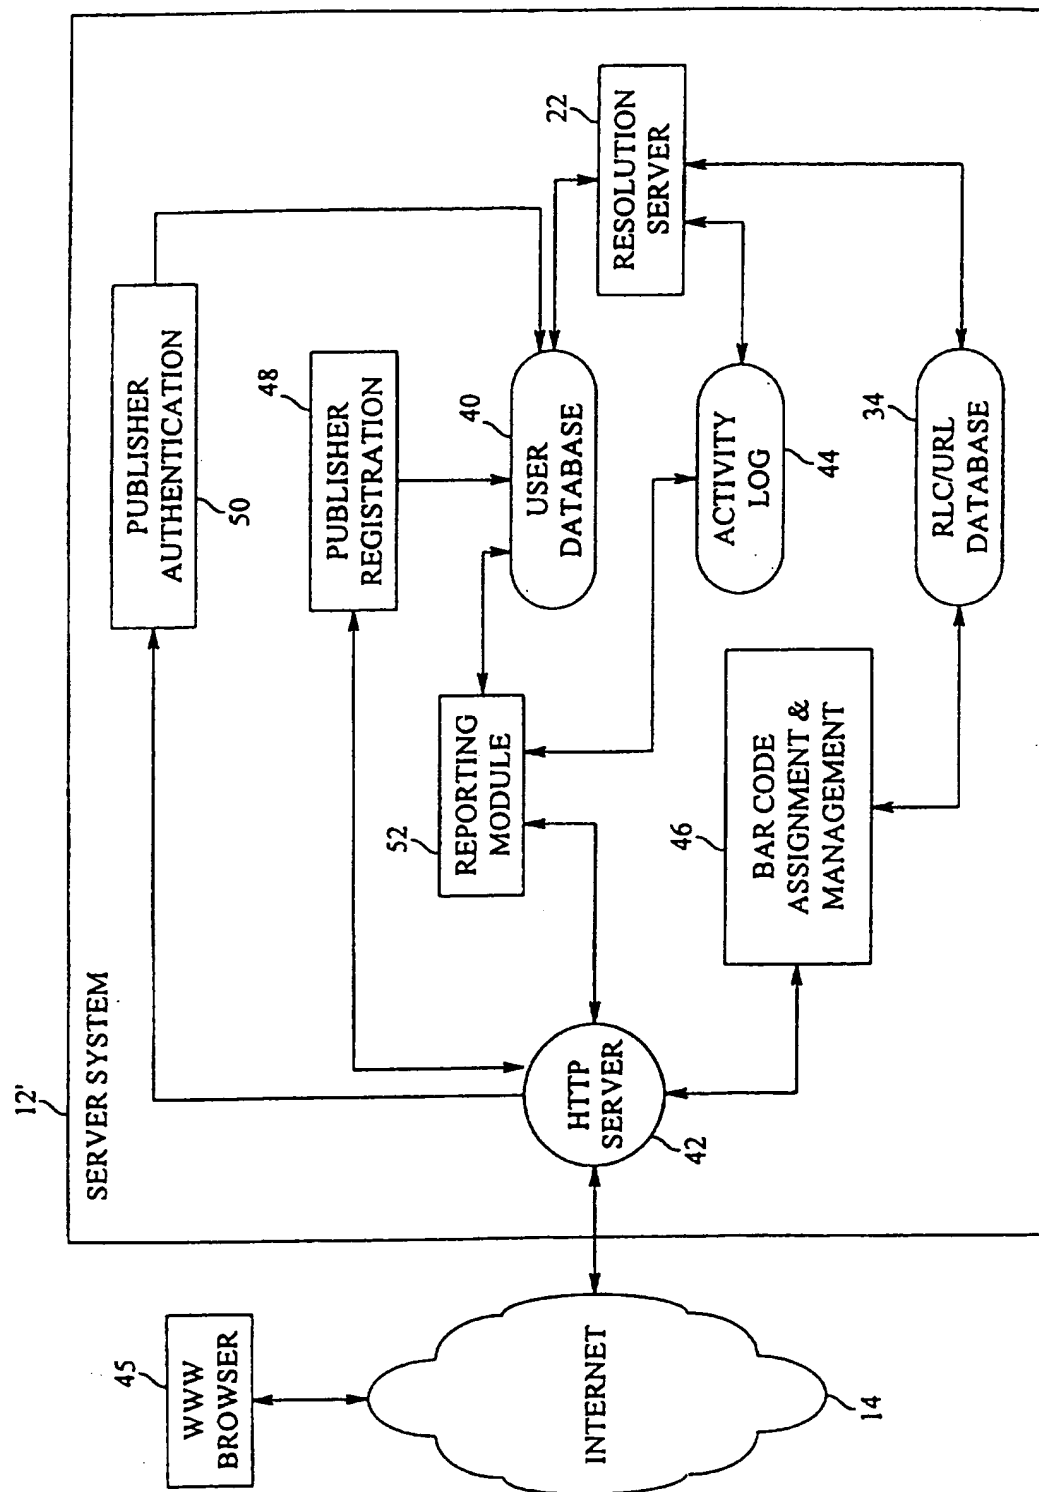 12'
SERVER SYSTEM
45
WWW
BROWSER
INTERNET
14
HTTP
SERVER
42
PUBLISHER
AUTHENTICATION
50
48
PUBLISHER
REGISTRATION
52
REPORTING
MODULE
40
USER
DATABASE
22
RESOLUTION
SERVER
ACTIVITY
LOG
44
46
BAR CODE
ASSIGNMENT &
MANAGEMENT
34
RLC/URL
DATABASE